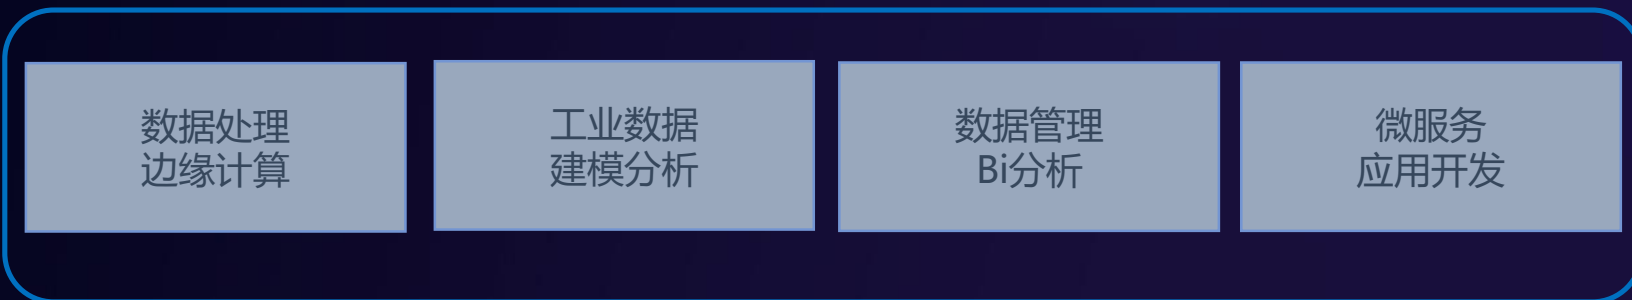 数据处理
边缘计算
工业数据
建模分析
数据管理
Bi分析
微服务
应用开发